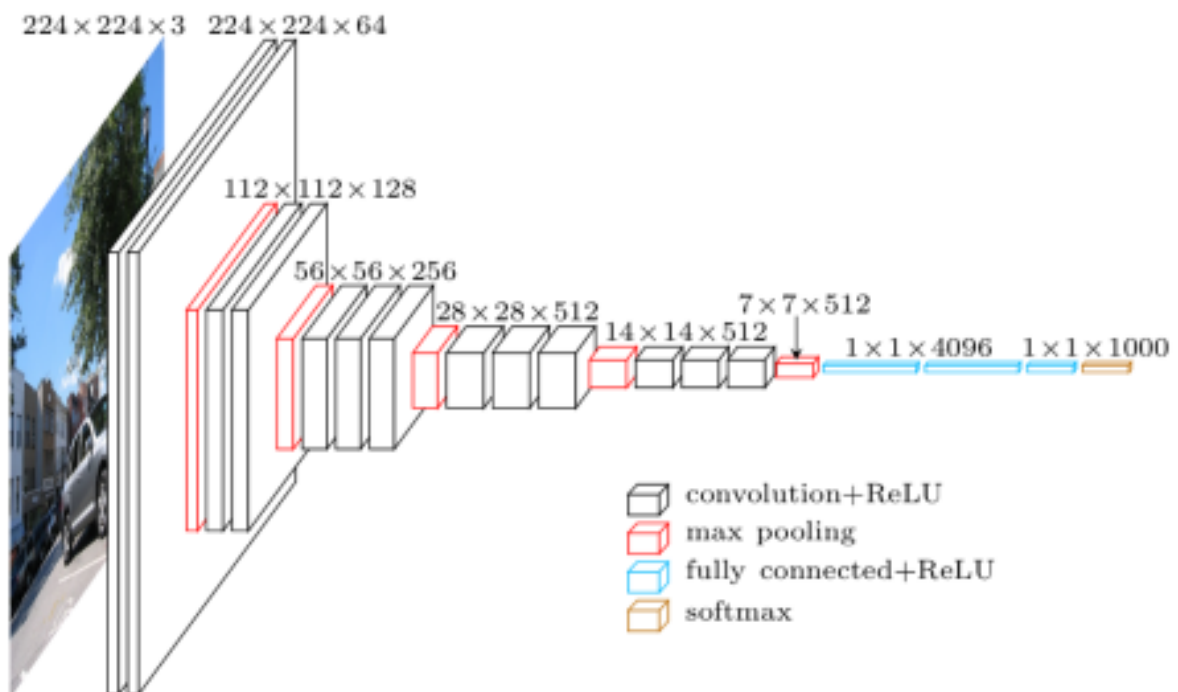 224×224×3
224×224×64
112×112×128
56×56×256
28×28×512
14×14×512
7×7×512
1×1×4096
1×1×1000
convolution+ReLU
max pooling
fully connected+ReLU
softmax